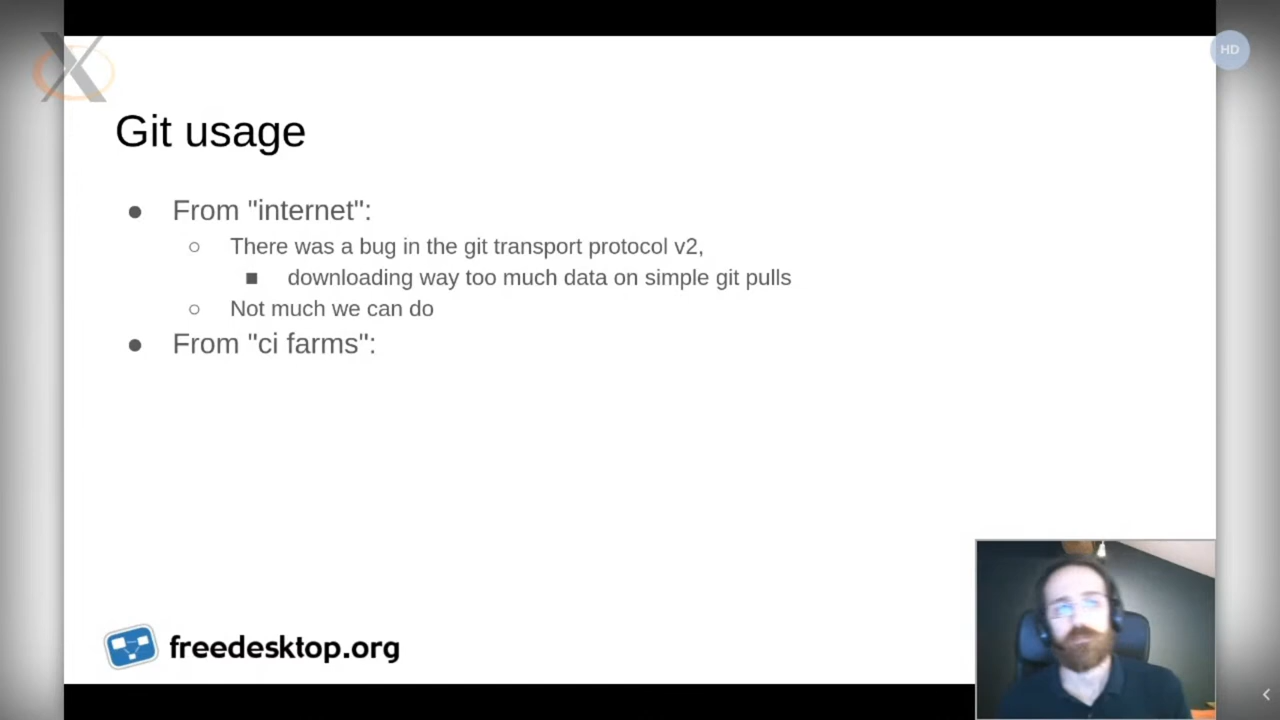 X
HD
Git usage
From "internet":
There was a bug in the git transport protocol v2,
downloading way too much data on simple git pulls
Not much we can do
From "ci farms":
freedesktop.org